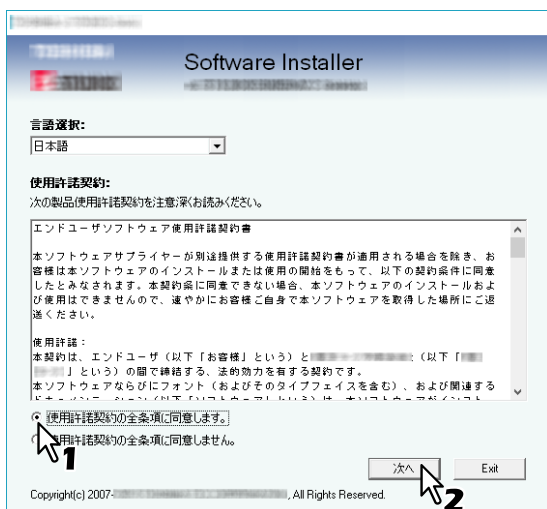 Software Installer
言語選択:
日本語
使用許諾契約:
次の製品使用許諾契約を注意深くお読みください。
エンドユーザソフトウェア使用許諾契約書
本ソフトウェアサプライヤーが別途提供する使用許諾契約書が適用される場合を除き、お
客様は本ソフトウェアのインストールまたは使用の開始をもって、以下の契約条件に同意
したとみなされます。本契約条に同意できない場合、本ソフトウェアのインストールおよ
び使用はできませんので、速やかにお客様ご自身で本ソフトウェアを取得した場所にご返
送ください。
使用許諾：
本契約は、エンドユーザ（以下「お客様」という）と （以下「
」という）の間で締結する、法的効力を有する契約です。
本ソフトウェアならびにフォント（およびそのタイプフェイスを含む）、および関連する
使用許諾契約の全条項に同意します。
使用許諾契約の全条項に同意しません。
1
次へ
Exit
2
Copyright(c) 2007- , All Rights Reserved.